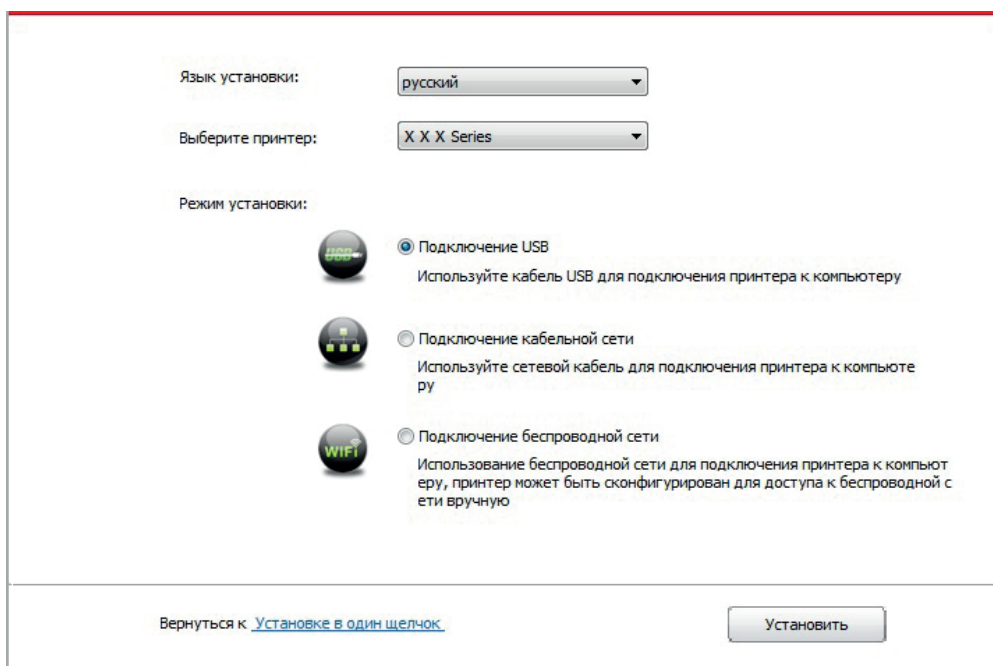 Язык установки: русский
Выберите принтер: X X X Series
Режим установки:
USB
Подключение USB
Используйте кабель USB для подключения принтера к компьютеру
Подключение кабельной сети
Используйте сетевой кабель для подключения принтера к компьюте
ру
WiFi
Подключение беспроводной сети
Использование беспроводной сети для подключения принтера к компьют
еру, принтер может быть сконфигурирован для доступа к беспроводной с
ети вручную
Вернуться к Установке в один щелчок
Установить